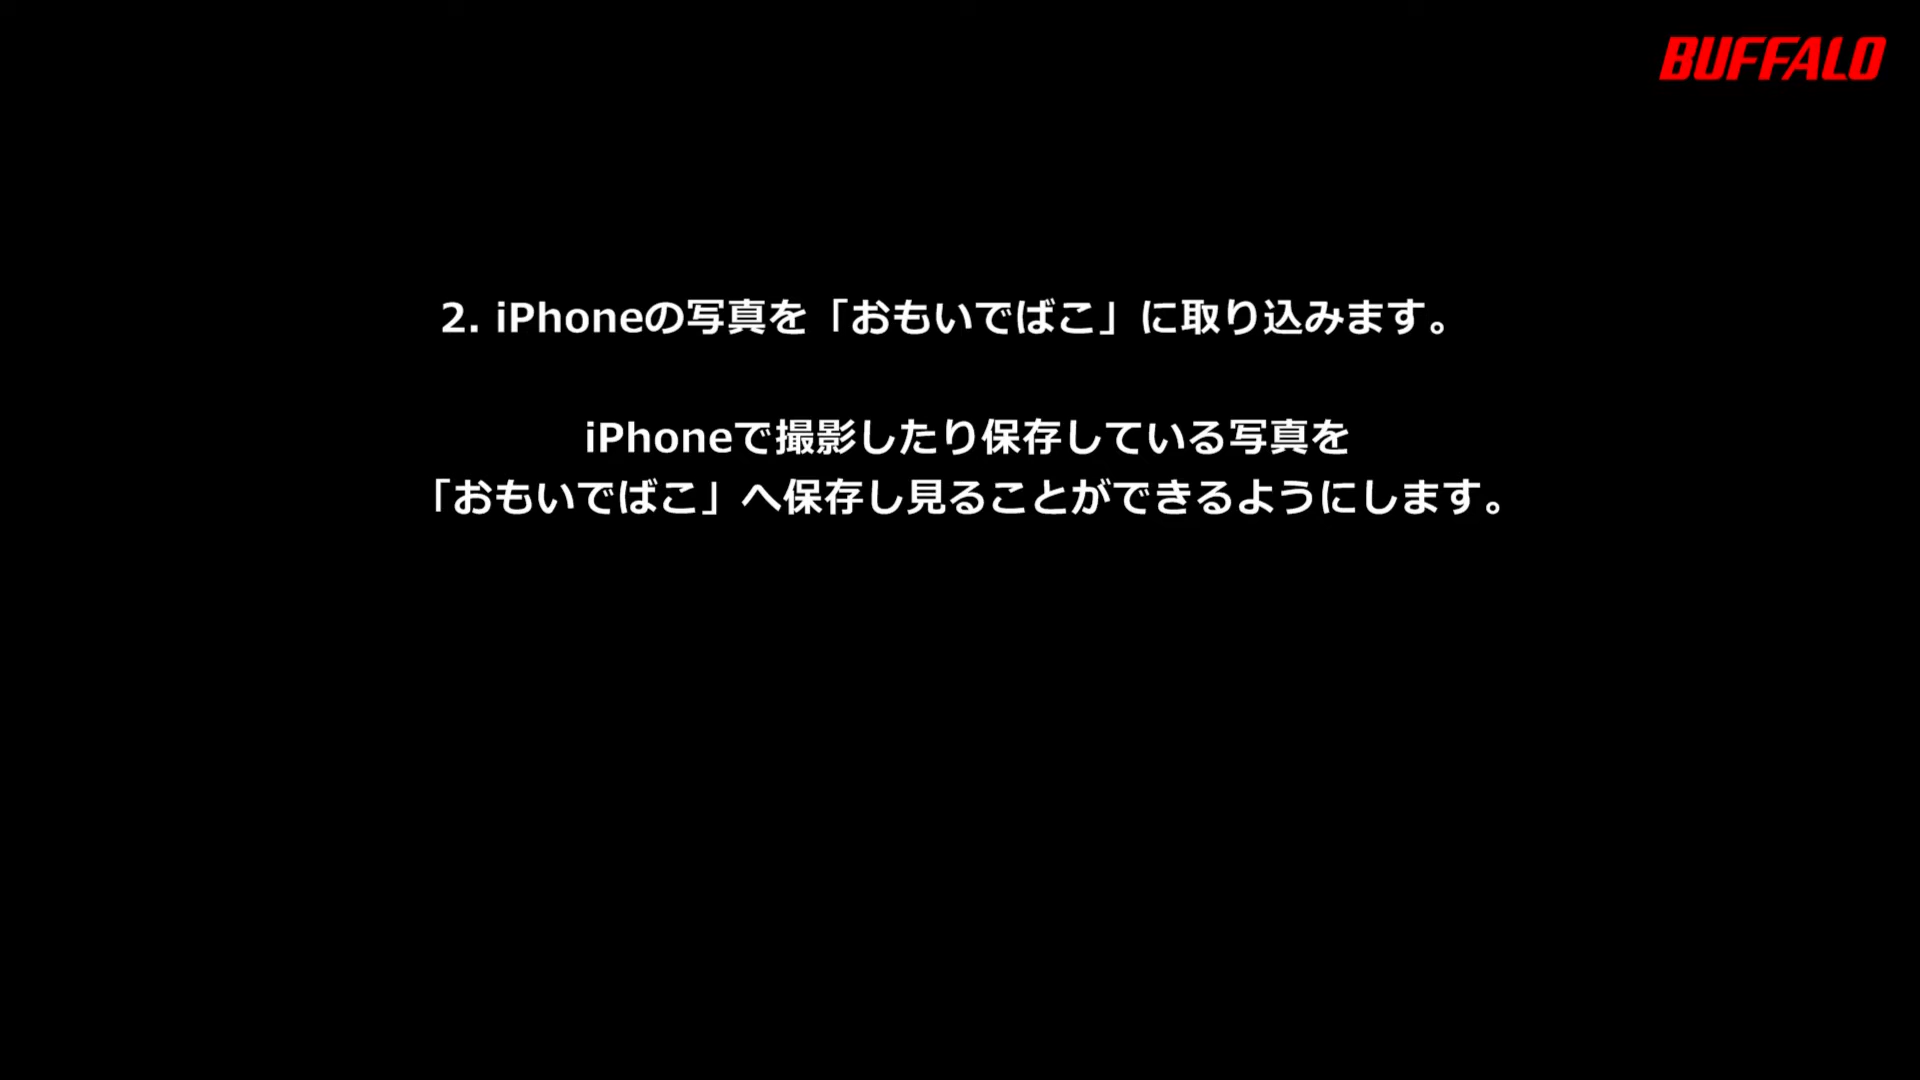 BUFFALO
2. iPhoneの写真を「おもいでばこ」に取り込みます。
iPhoneで撮影したり保存している写真を
「おもいでばこ」へ保存し見ることができるようにします。